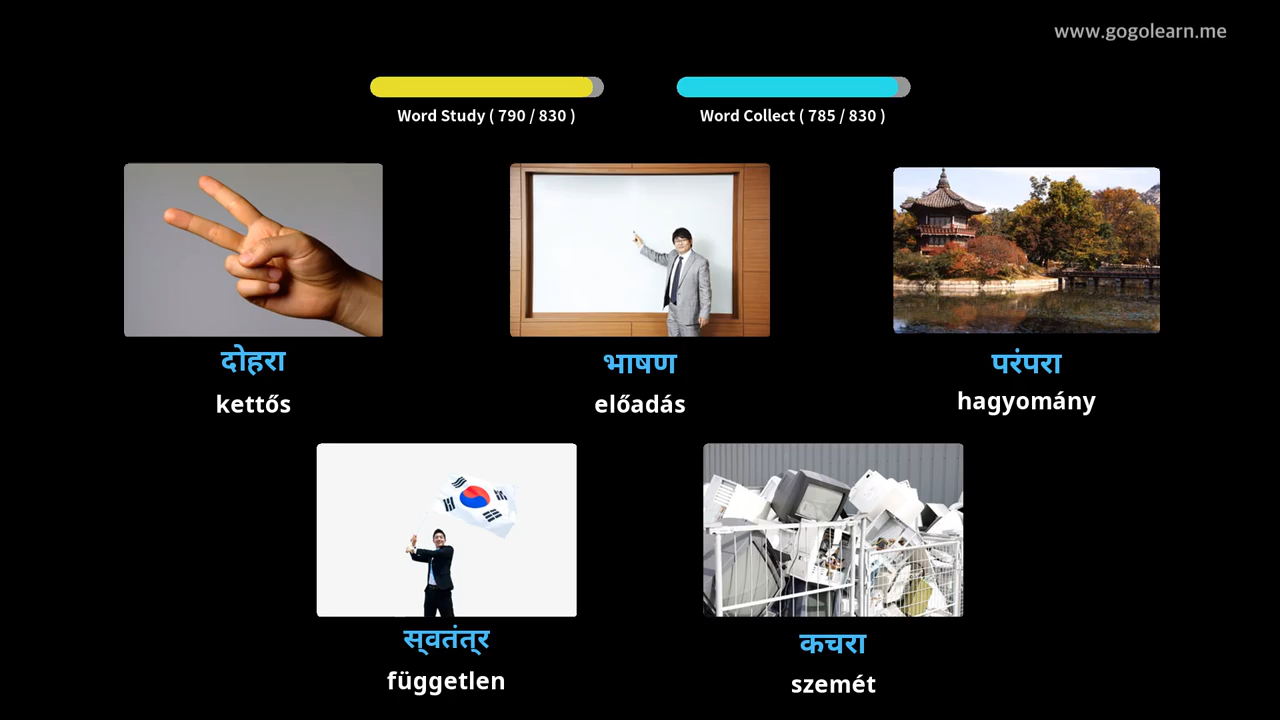 www.gogolearn.me
Word Study ( 790 / 830 )
Word Collect ( 785 / 830 )
दोहरा
भाषण
परंपरा
kettős
előadás
hagyomány
स्वतंत्र
कचरा
független
szemét